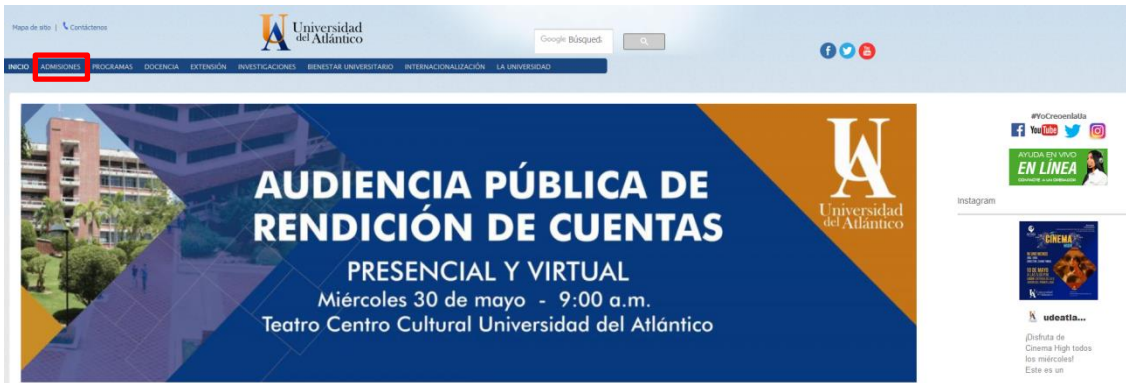 Mapa de sitio | Contáctenos
Universidad
del Atlántico
Google Búsqued
INICIO ADMISIONES PROGRAMAS DOCENCIA EXTENSIÓN INVESTIGACIONES BIENESTAR UNIVERSITARIO INTERNACIONALIZACIÓN LA UNIVERSIDAD
AUDIENCIA PÚBLICA DE
RENDICIÓN DE CUENTAS
PRESENCIAL Y VIRTUAL
Miércoles 30 de mayo - 9:00 a.m.
Teatro Centro Cultural Universidad del Atlántico
Universidad
del Atlántico
#YoCreoenlaUa
YouTube
AYUDA EN VIVO
EN LÍNEA
Instagram
CINEMA
udeatla...
¡Disfruta de
Cinema High todos
los miércoles!
Este es un